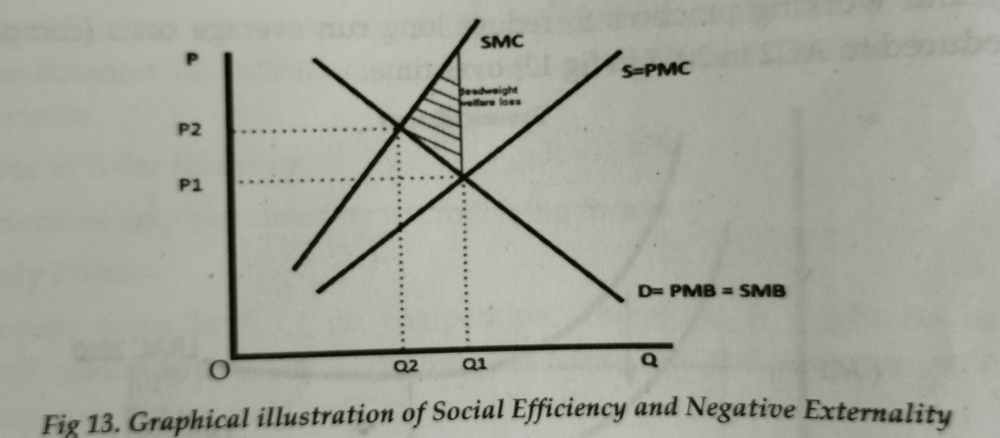 SMC
P
S=PMC
deadweight
welfare loss
P2
P1
D= PMB = SMB
O
Q2
Q1
Q
Fig 13. Graphical illustration of Social Efficiency and Negative Externality